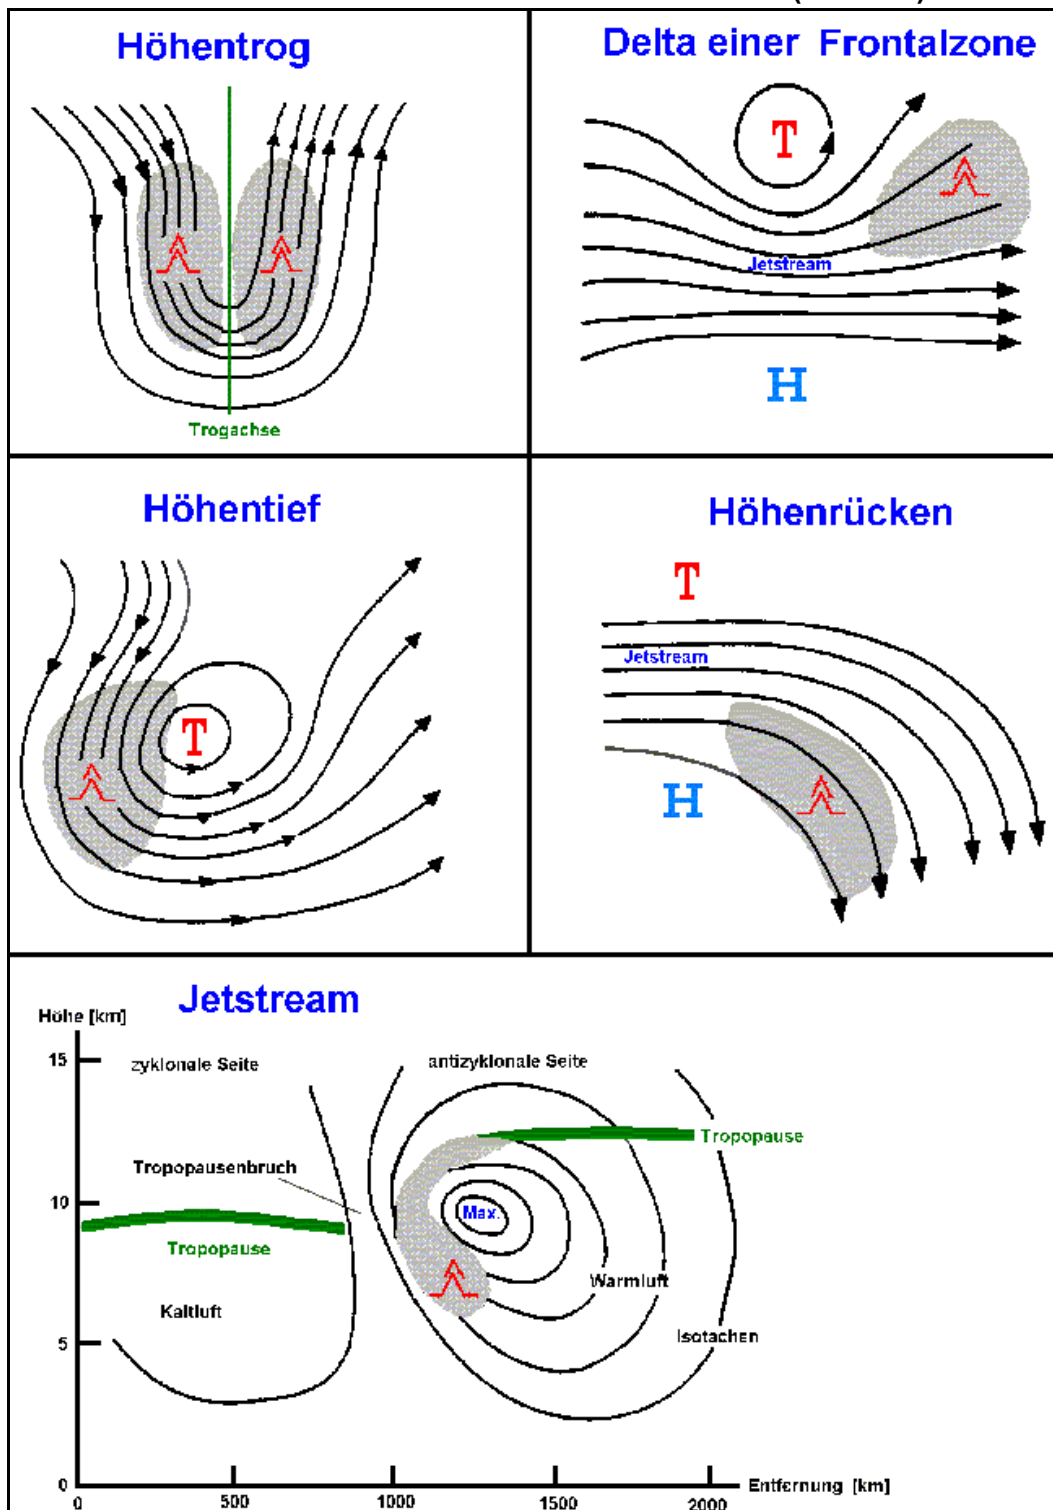 Höhentrog
Trogachse
Delta einer Frontalzone
T
Jetstream
H
Höhentief
T
Höhenrücken
T
Jetstream
H
Jetstream
Höhe [km]
15
zyklonale Seite
antizyklonale Seite
Tropopause
Tropopausenbruch
10
Max.
Tropopause
Warmluft
Kaltluft
Isotachen
5
0
Entfernung [km]
0
500
1000
1500
2000